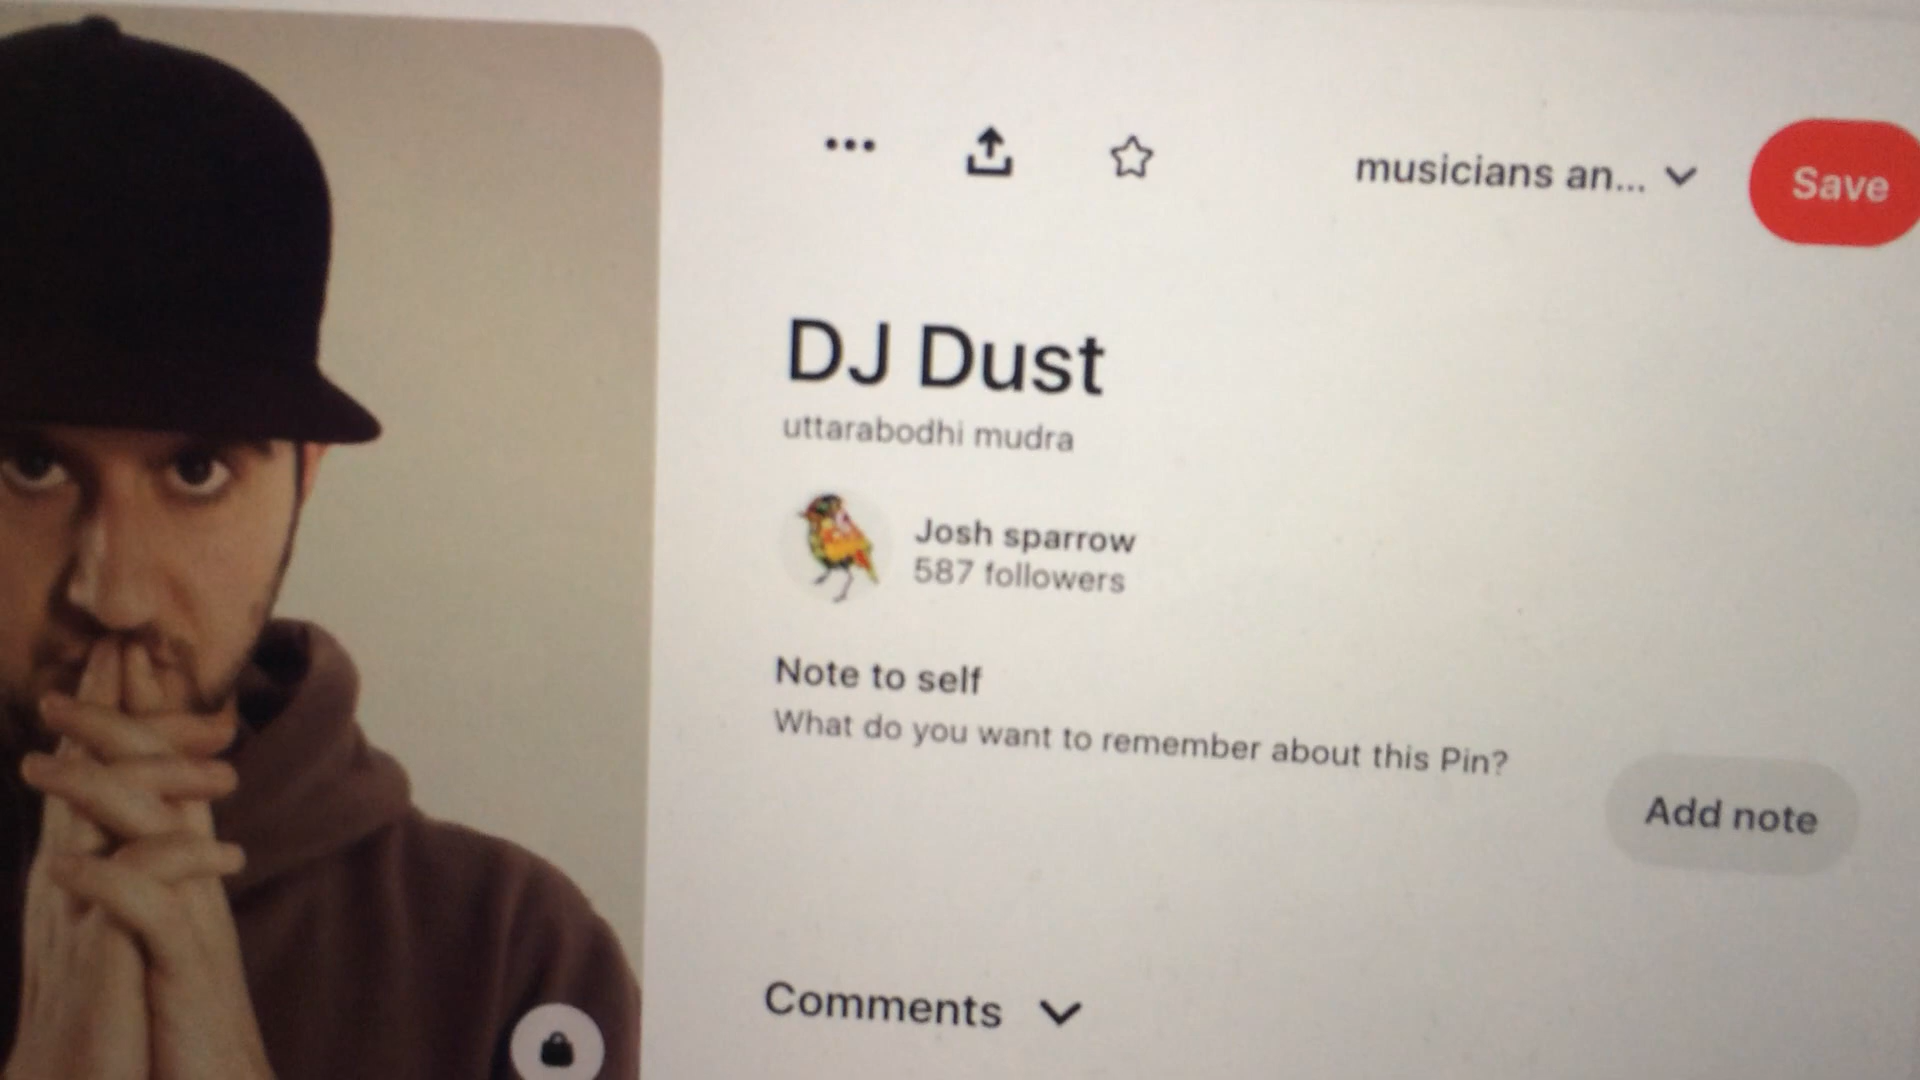 musicians an...
Save
DJ Dust
uttarabodhi mudra
Josh sparrow
587 followers
Note to self
What do you want to remember about this Pin?
Add note
Comments